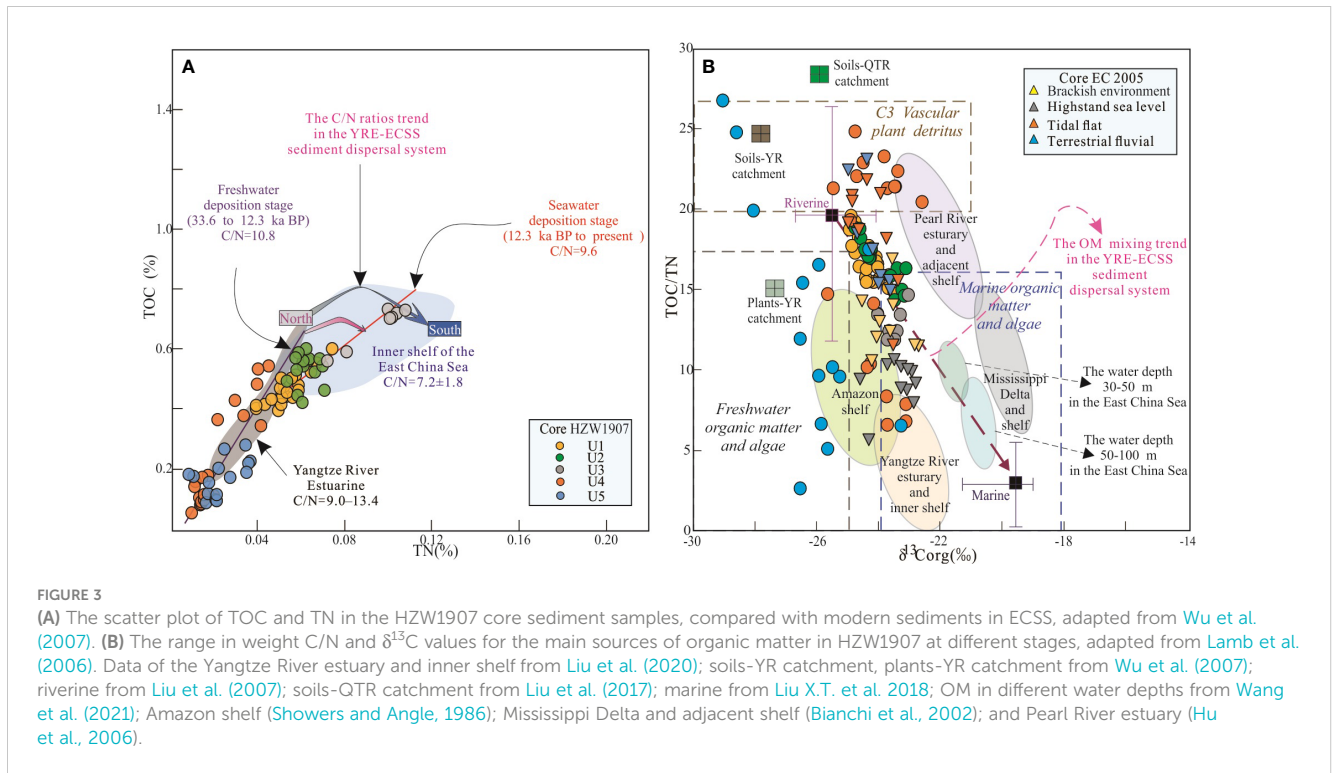 A
The C/N ratios trend
in the YRE-ECSS
sediment dispersal system
Freshwater
deposition stage
(33.6 to 12.3 ka BP)
C/N=10.8
Seawater
deposition stage
(12.3 ka BP to present )
C/N=9.6
North
South
Inner shelf of the
East China Sea
C/N=7.2±1.8
Yangtze River
Estuarine
C/N=9.0–13.4
Core HZW1907
U1
U2
U3
U4
U5
TOC (%)
1.4
1.0
0.6
0.2
0.04
0.08
0.12
0.16
0.20
TN(%)
B
Soils-QTR
catchment
Core EC 2005
Brackish environment
Highstand sea level
Tidal flat
Terrestrial fluvial
C3 Vascular
plant detritus
Soils-YR
catchment
Riverine
Pearl River
esturary
and
adjacent
shelf
The OM mixing trend
in the YRE-ECSS
sediment
dispersal system
Plants-YR
catchment
Marine organic
matter
and algae
Freshwater
organic matter
and algae
Amazon
shelf
Mississippi
Delta
and
shelf
The water depth
30-50 m
in the East China Sea
The water depth
50-100 m
in the East China Sea
Yangtze River
esturary
and
inner shelf
Marine
TOC/TN
30
25
20
15
10
5
0
-30
-26
-22
-18
-14
δ13Corg(‰)
FIGURE 3
(A) The scatter plot of TOC and TN in the HZW1907 core sediment samples, compared with modern sediments in ECSS, adapted from Wu et al.
(2007). (B) The range in weight C/N and δ13C values for the main sources of organic matter in HZW1907 at different stages, adapted from Lamb et al.
(2006). Data of the Yangtze River estuary and inner shelf from Liu et al. (2020); soils-YR catchment, plants-YR catchment from Wu et al. (2007);
riverine from Liu et al. (2007); soils-QTR catchment from Liu et al. (2017); marine from Liu X.T. et al. 2018; OM in different water depths from Wang
et al. (2021); Amazon shelf (Showers and Angle, 1986); Mississippi Delta and adjacent shelf (Bianchi et al., 2002); and Pearl River estuary (Hu
et al., 2006).